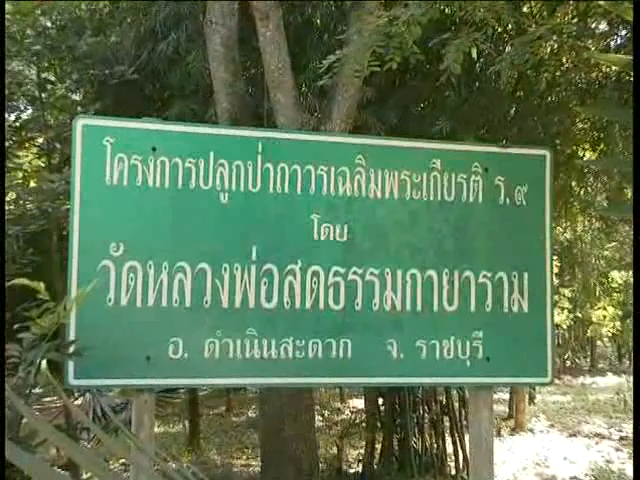 โครงการปลูกป่าถาวรเฉลิมพระเกียรติ ร.๙
โดย
วัดหลวงพ่อสดธรรมกายาราม
อ. ดำเนินสะดวก จ. ราชบุรี